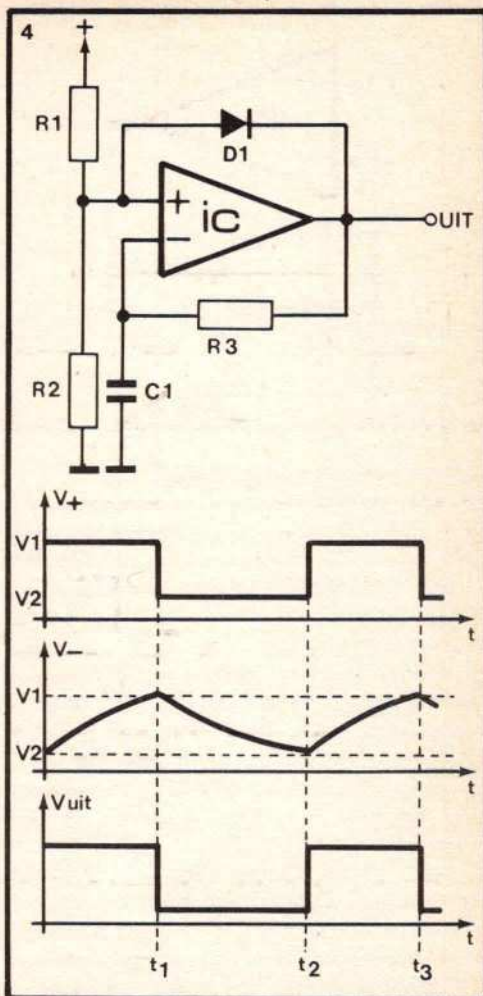 4
+
R1
D1
+
iC
UIT
−
R3
R2
C1
V+
V1
V2
t
V−
V1
V2
t
Vuit
t
t1 t2 t3